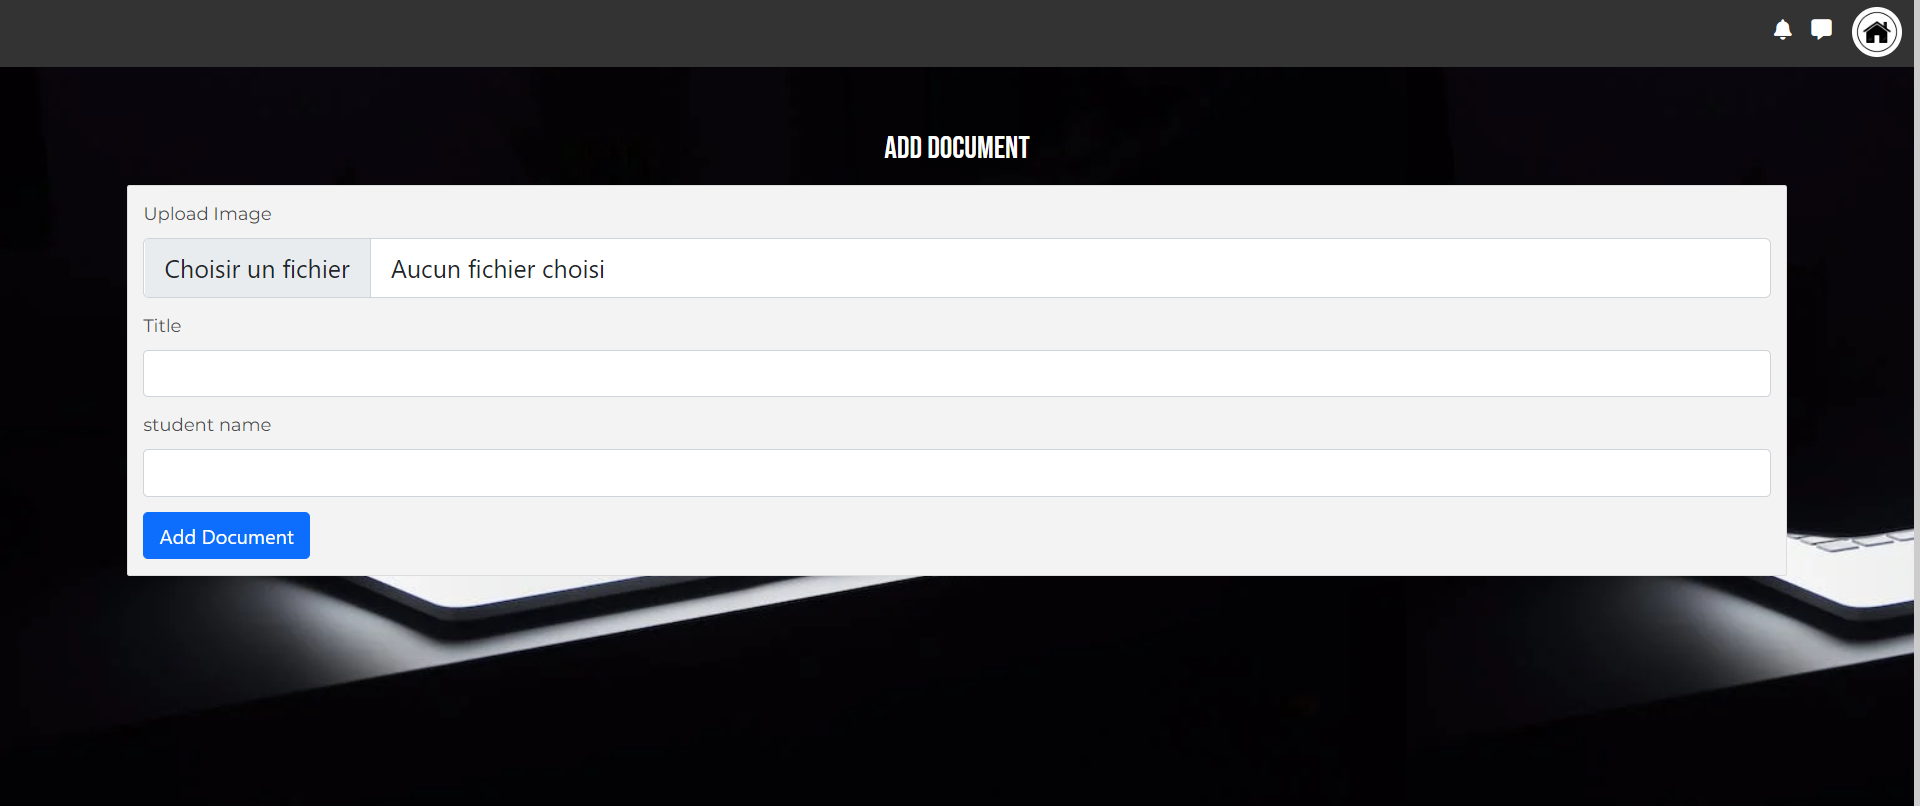 ADD DOCUMENT
Upload Image
Choisir un fichier Aucun fichier choisi
Title
student name
Add Document